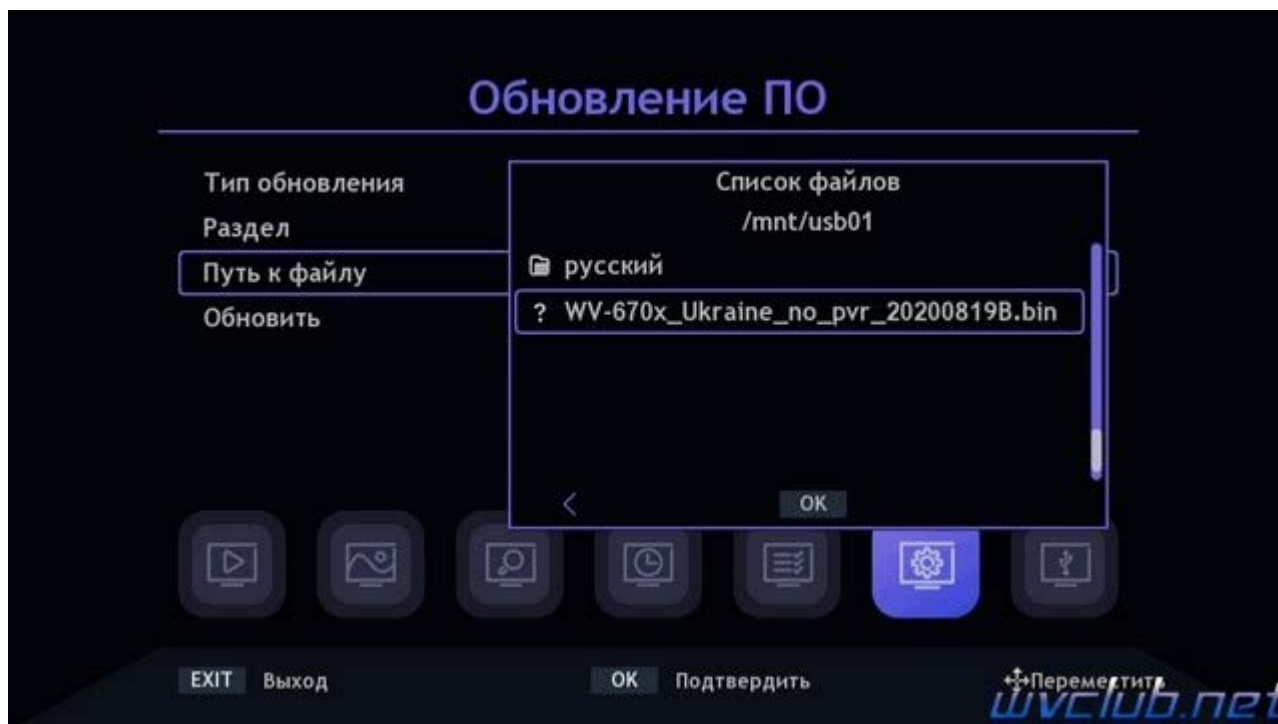 Обновление ПО
Тип обновления
Раздел
Путь к файлу
Обновить
Список файлов
/mnt/usb01
русский
? WV-670x_Ukraine_no_pvr_20200819B.bin
OK
EXIT Выход
OK Подтвердить
Переместить
wvclub.net